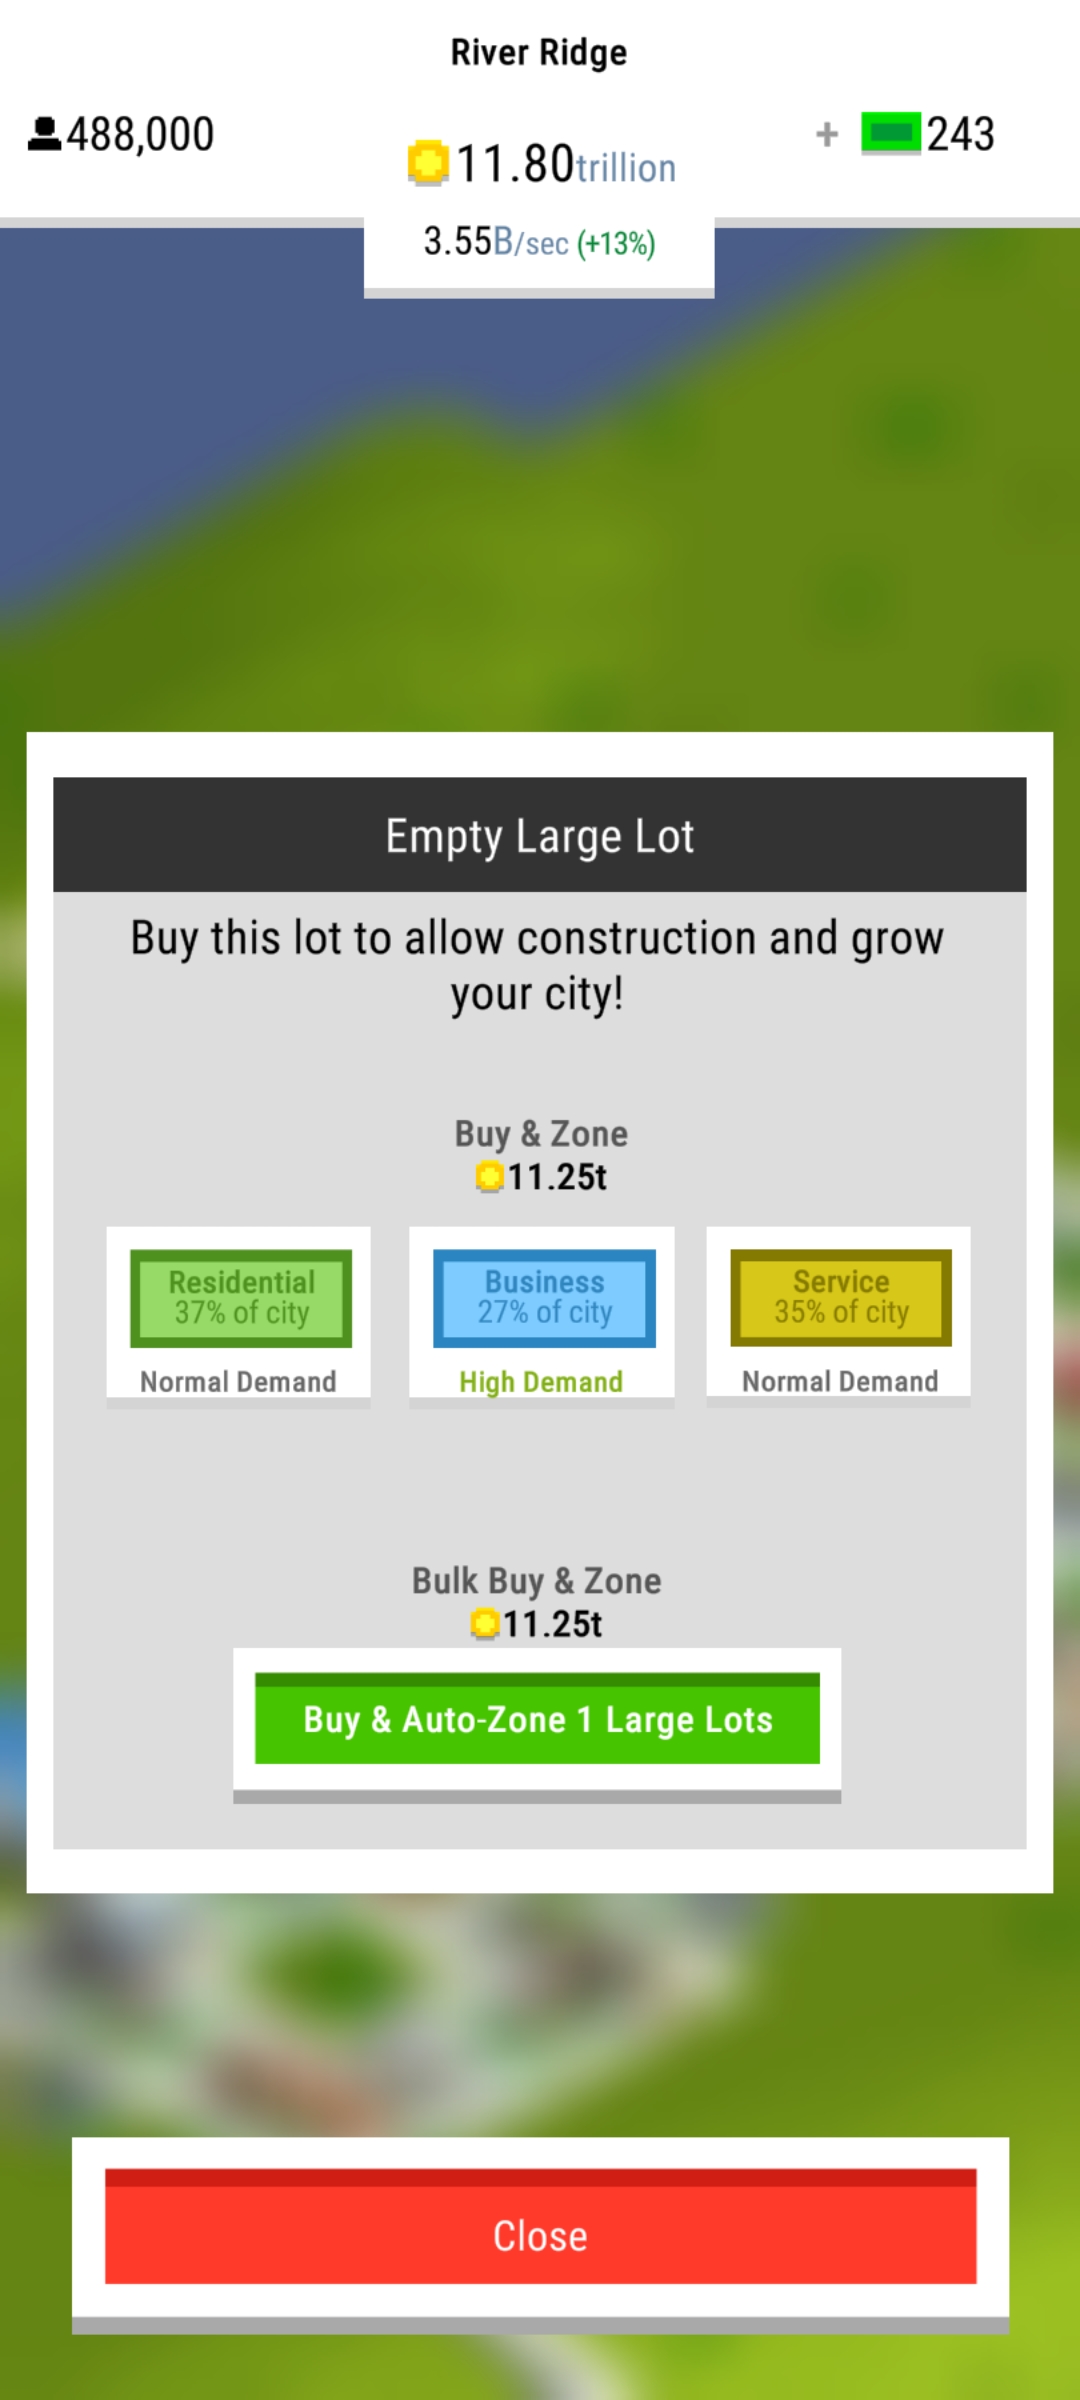 River Ridge
488,000
11.80trillion
+ 243
3.55B/sec (+13%)
Empty Large Lot
Buy this lot to allow construction and grow
your city!
Buy & Zone
11.25t
Residential
37% of city
Normal Demand
Business
27% of city
High Demand
Service
35% of city
Normal Demand
Bulk Buy & Zone
11.25t
Buy & Auto-Zone 1 Large Lots
Close